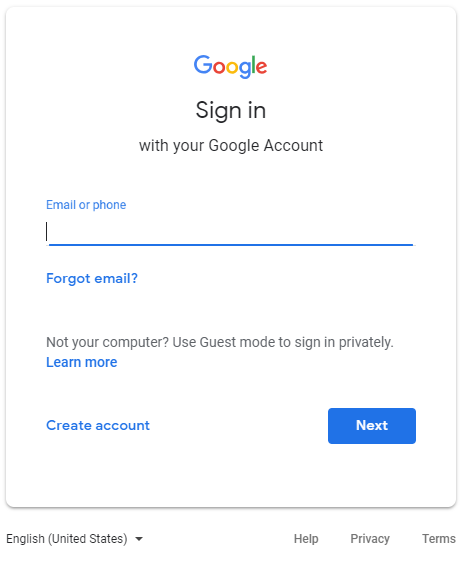 Google
Sign in
with your Google Account
Email or phone
Forgot email?
Not your computer? Use Guest mode to sign in privately.
Learn more
Create account
Next
English (United States)
Help
Privacy
Terms